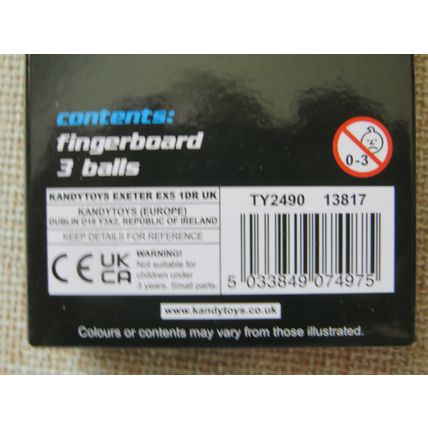 contents:
fingerboard
3 balls
0-3
KANDYTOYS EXETER EX5 1DR UK
KANDYTOYS (EUROPE)
DUBLIN D18 Y3X2, REPUBLIC OF IRELAND
KEEP DETAILS FOR REFERENCE
CE UK CA
WARNING!
Not suitable for
children under
3 years. Small parts.
www.kandytoys.co.uk
TY2490 13817
5 033849 074975
Colours or contents may vary from those illustrated.